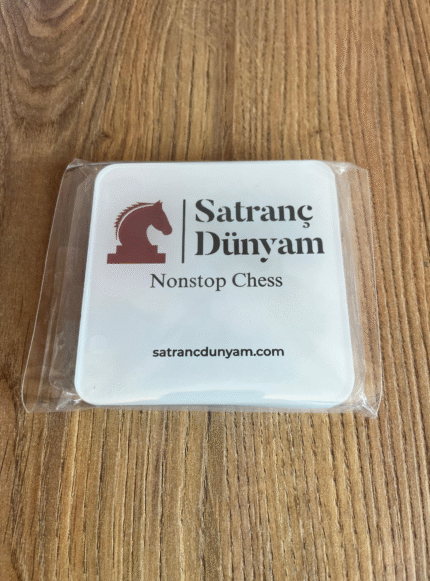 Satranç
Dünyam
Nonstop Chess
satrancdunyam.com